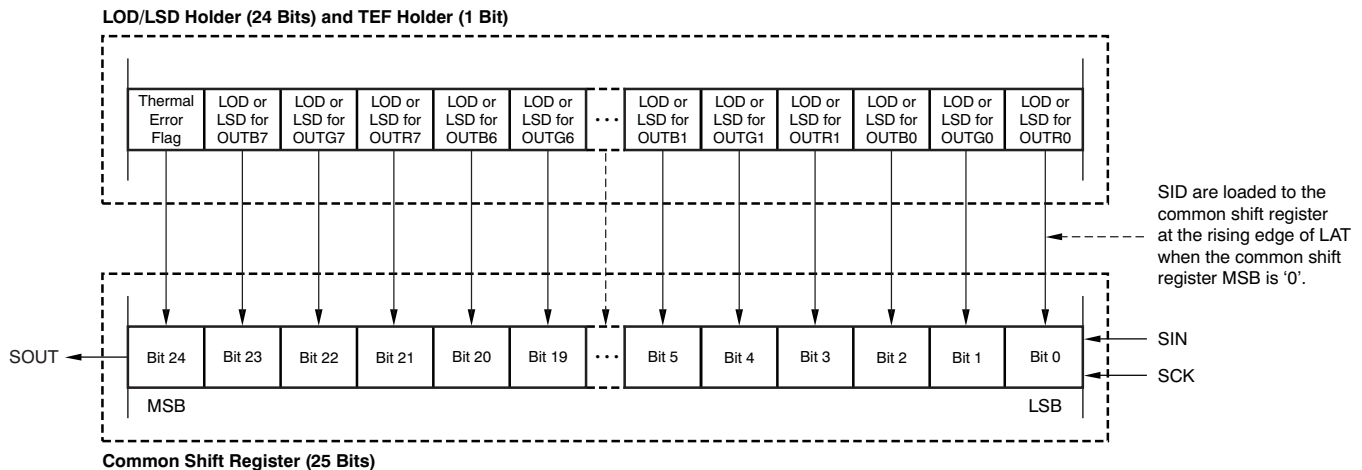 LOD/LSD Holder (24 Bits) and TEF Holder (1 Bit)
Thermal
Error
Flag
LOD or
LSD for
OUTB7
LOD or
LSD for
OUTG7
LOD or
LSD for
OUTR7
LOD or
LSD for
OUTB6
LOD or
LSD for
OUTG6
• • •
LOD or
LSD for
OUTB1
LOD or
LSD for
OUTG1
LOD or
LSD for
OUTR1
LOD or
LSD for
OUTB0
LOD or
LSD for
OUTG0
LOD or
LSD for
OUTR0
SID are loaded to the
common shift register
at the rising edge of LAT
when the common shift
register MSB is ‘0’.
SOUT
Bit 24
Bit 23
Bit 22
Bit 21
Bit 20
Bit 19
• • •
Bit 5
Bit 4
Bit 3
Bit 2
Bit 1
Bit 0
SIN
SCK
MSB
LSB
Common Shift Register (25 Bits)